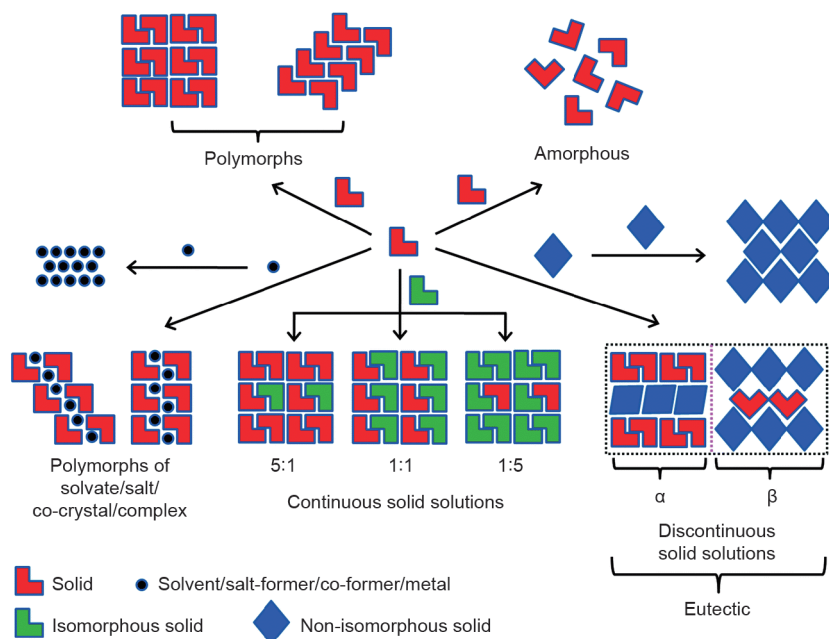 Polymorphs
Amorphous
Polymorphs of
solvate/salt/
co-crystal/complex
5:1
1:1
1:5
Continuous solid solutions
α
β
Discontinuous
solid solutions
Eutectic
Solid
Solvent/salt-former/co-former/metal
Isomorphous solid
Non-isomorphous solid